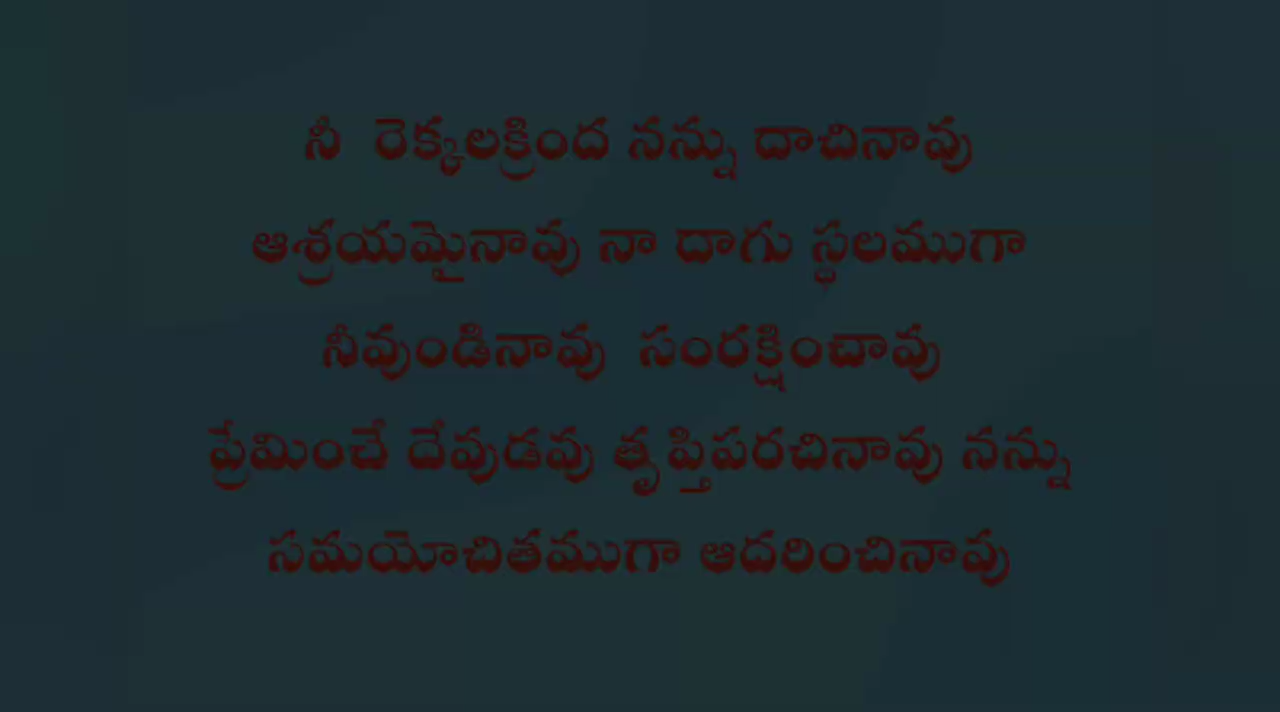 నీ రెక్కలక్రింద నన్ను దాచినావు
ఆశ్రయమైనావు నా దాగు స్థలముగా
నీవుండినావు సంరక్షించావు
ప్రేమించే దేవుడవు తృప్తిపరచినావు నన్ను
సమయోచితముగా ఆదరించినావు